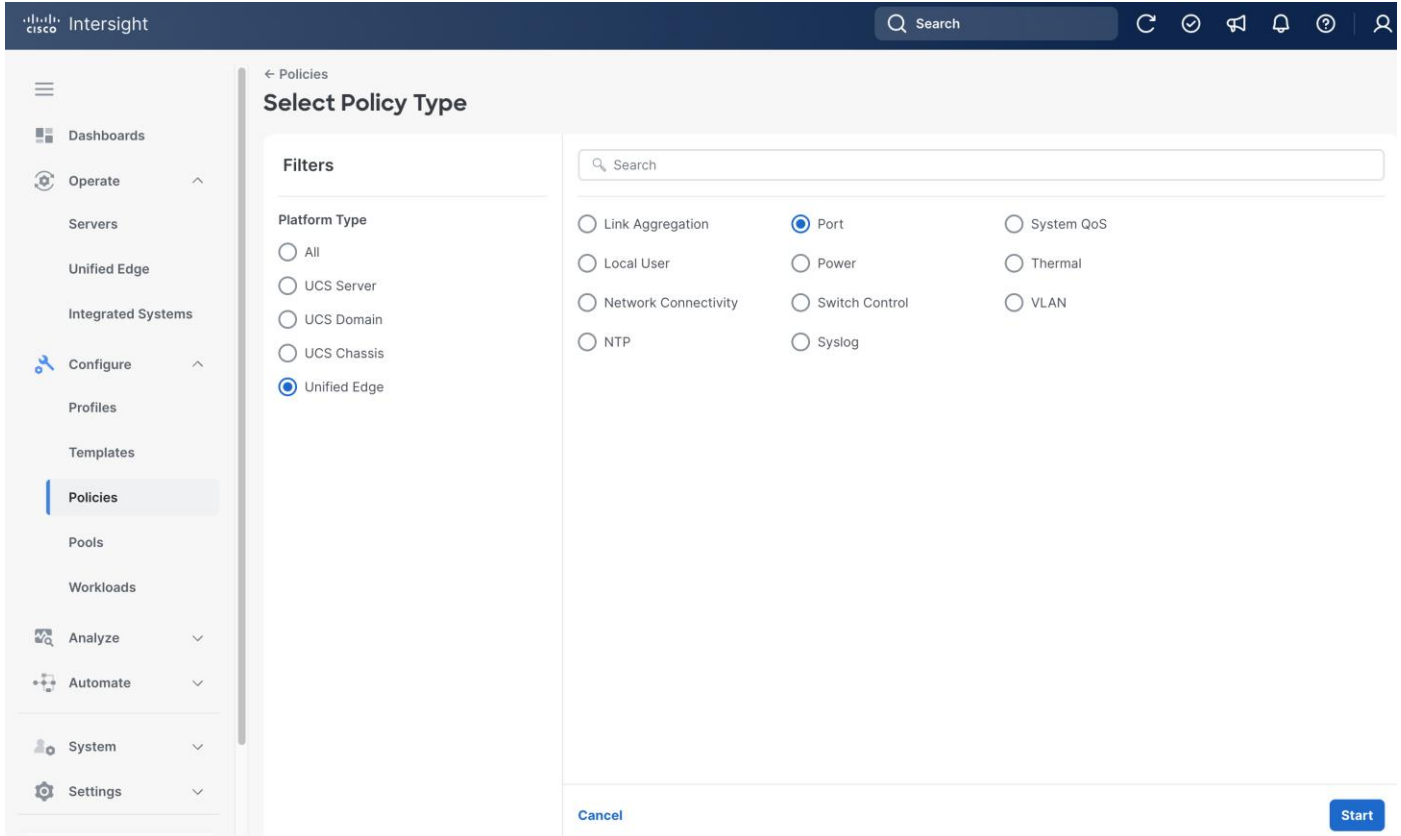 cisco Intersight
Search
← Policies
Select Policy Type
Dashboards
Operate
Servers
Unified Edge
Integrated Systems
Configure
Profiles
Templates
Policies
Pools
Workloads
Analyze
Automate
System
Settings
Filters
Platform Type
All
UCS Server
UCS Domain
UCS Chassis
Unified Edge
Search
Link Aggregation
Port
System QoS
Local User
Power
Thermal
Network Connectivity
Switch Control
VLAN
NTP
Syslog
Cancel
Start